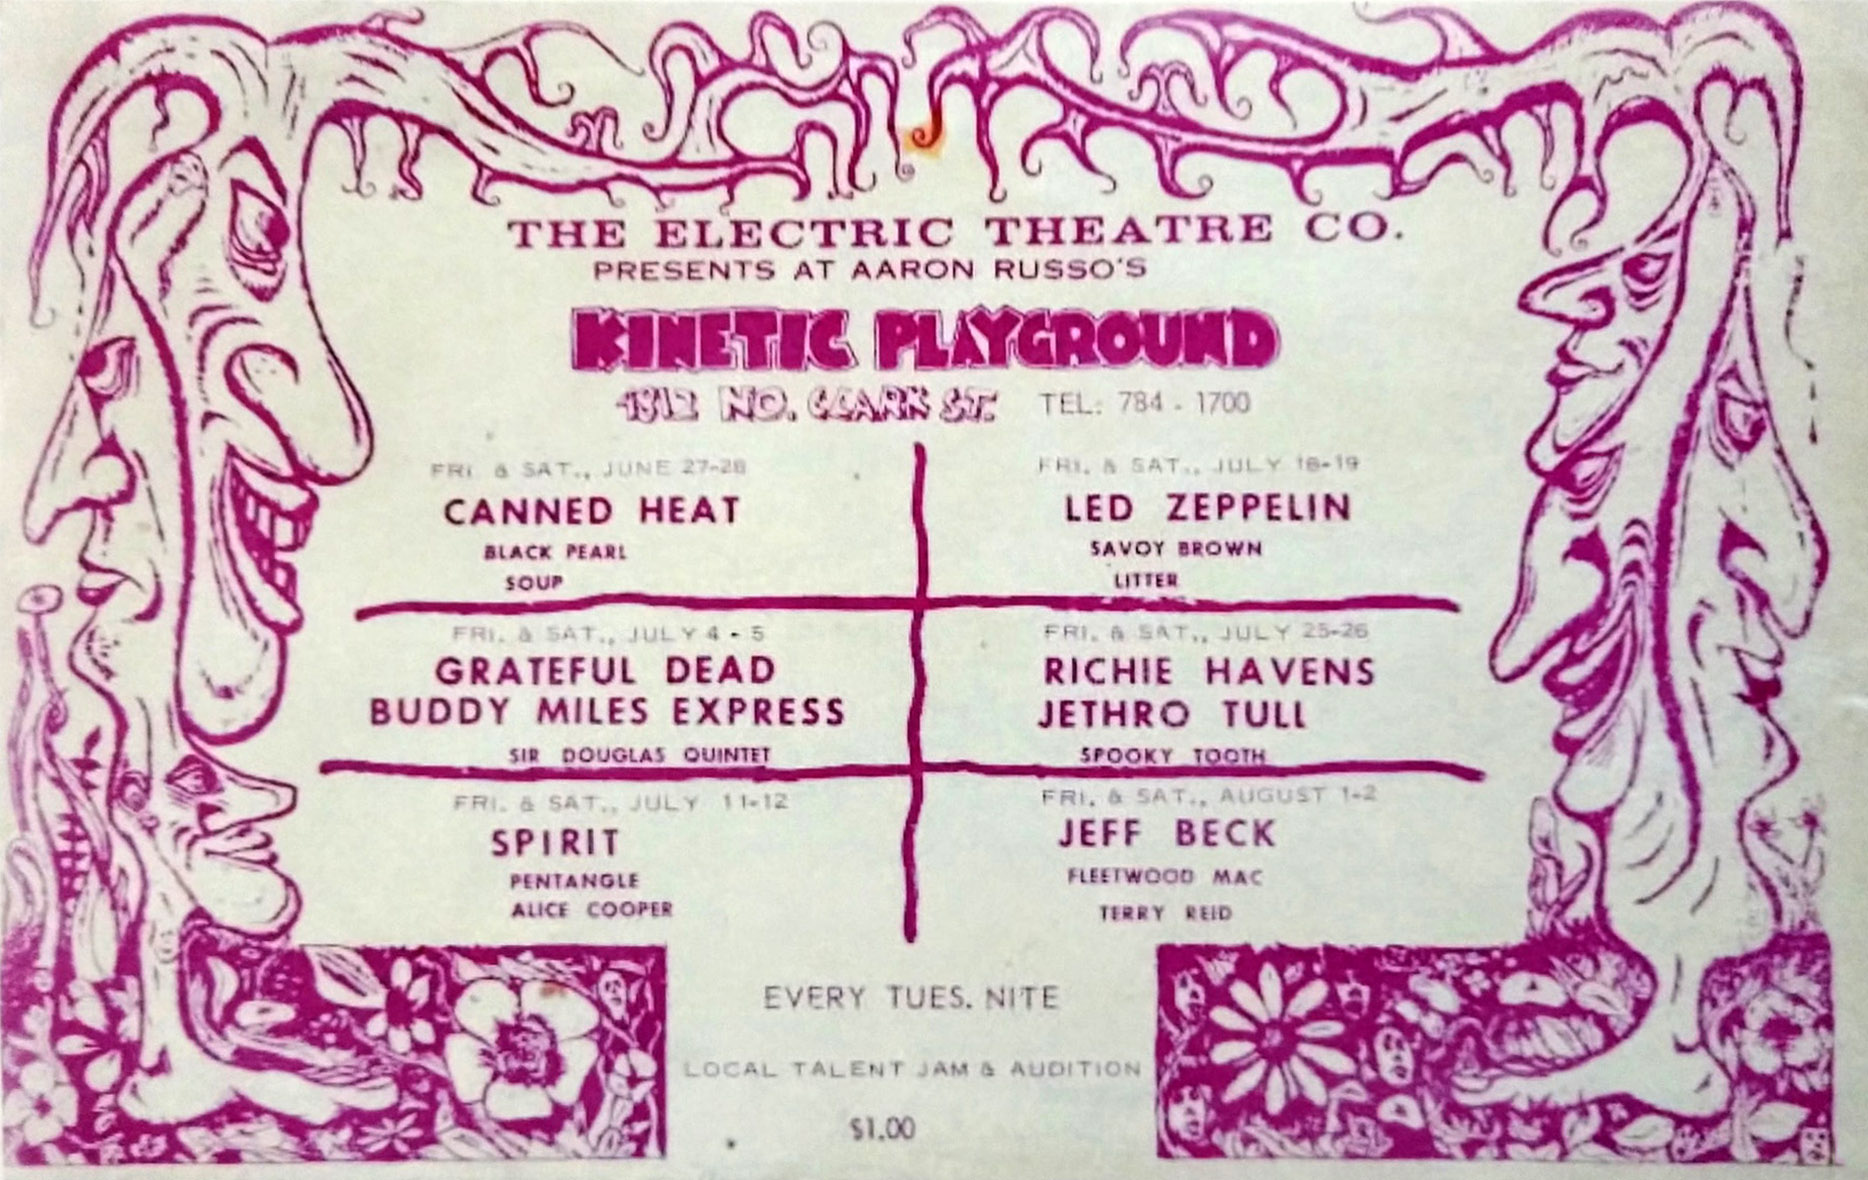 THE ELECTRIC THEATRE CO.
PRESENTS AT AARON RUSSO'S
KINETIC PLAYGROUND
4812 NO. CLARK ST. TEL: 784 - 1700
FRI. & SAT., JUNE 27-28
CANNED HEAT
BLACK PEARL
SOUP
FRI. & SAT., JULY 4 - 5
GRATEFUL DEAD
BUDDY MILES EXPRESS
SIR DOUGLAS QUINTET
FRI. & SAT., JULY 11-12
SPIRIT
PENTANGLE
ALICE COOPER
FRI. & SAT., JULY 18-19
LED ZEPPELIN
SAVOY BROWN
LITTER
FRI. & SAT., JULY 25-26
RICHIE HAVENS
JETHRO TULL
SPOOKY TOOTH
FRI. & SAT., AUGUST 1-2
JEFF BECK
FLEETWOOD MAC
TERRY REID
EVERY TUES. NITE
LOCAL TALENT JAM & AUDITION
$1.00